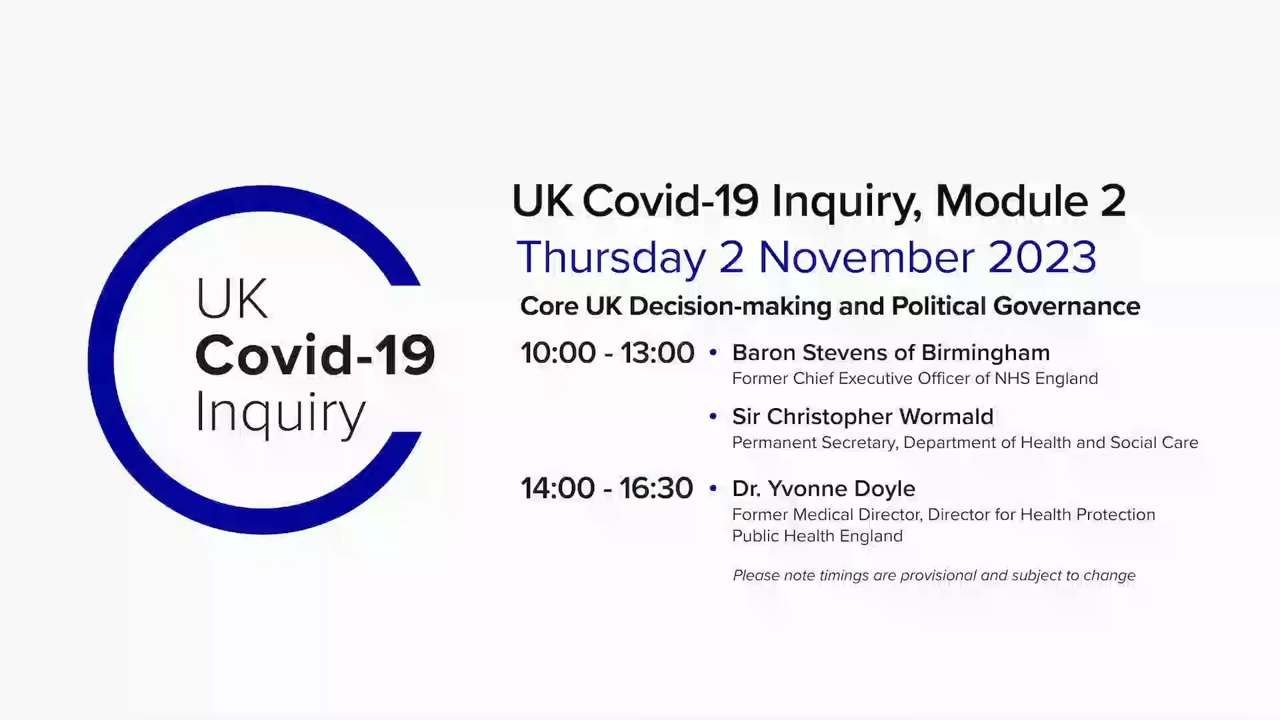 UK
Covid-19
Inquiry
UK Covid-19 Inquiry, Module 2
Thursday 2 November 2023
Core UK Decision-making and Political Governance
10:00 - 13:00 • Baron Stevens of Birmingham
Former Chief Executive Officer of NHS England
• Sir Christopher Wormald
Permanent Secretary, Department of Health and Social Care
14:00 - 16:30 • Dr. Yvonne Doyle
Former Medical Director, Director for Health Protection
Public Health England
Please note timings are provisional and subject to change